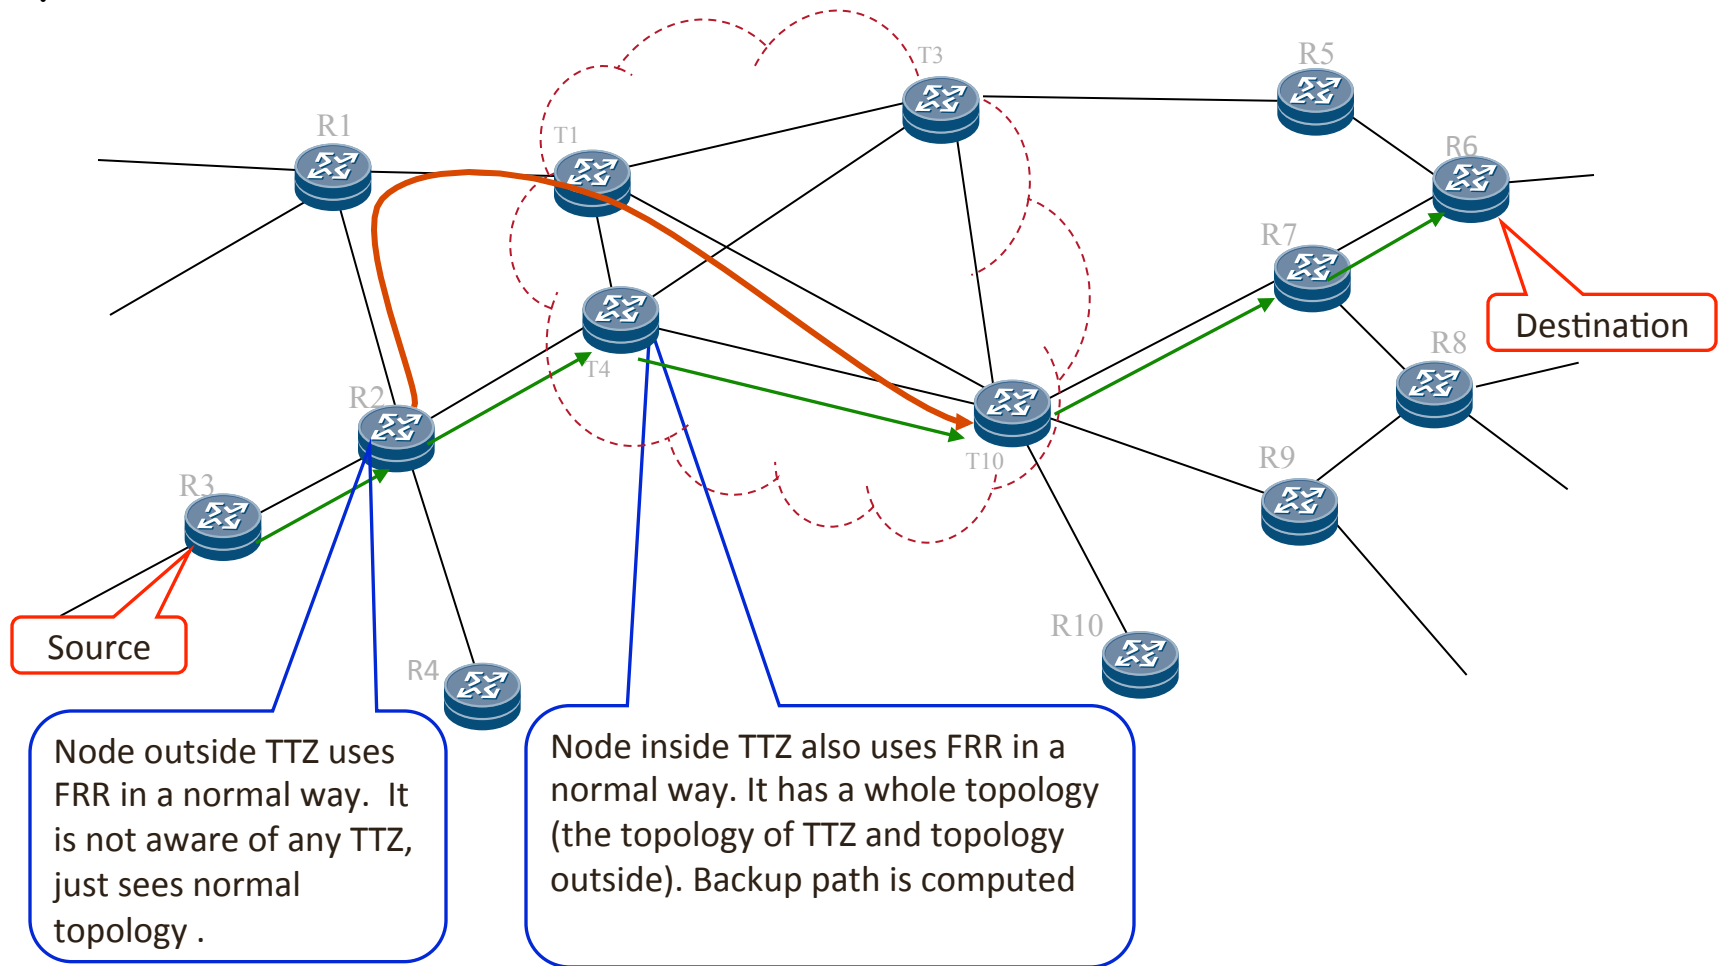 T3
R5
R1
T1
R6
R7
Destination
R8
T4
R2
T10
R9
R3
Source
R10
R4
Node outside TTZ uses
FRR in a normal way.  It
is not aware of any TTZ,
just sees normal
topology .
Node inside TTZ also uses FRR in a
normal way. It has a whole topology
(the topology of TTZ and topology
outside). Backup path is computed